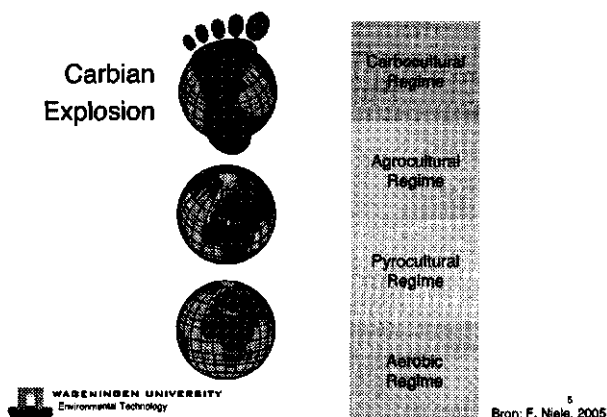 Carbian
Explosion
Carbocultural
Regime
Agrocultural
Regime
Pyrocultural
Regime
Aerobic
Regime
WAGENINGEN UNIVERSITY
Environmental Technology
5
Bron: F. Niele, 2005